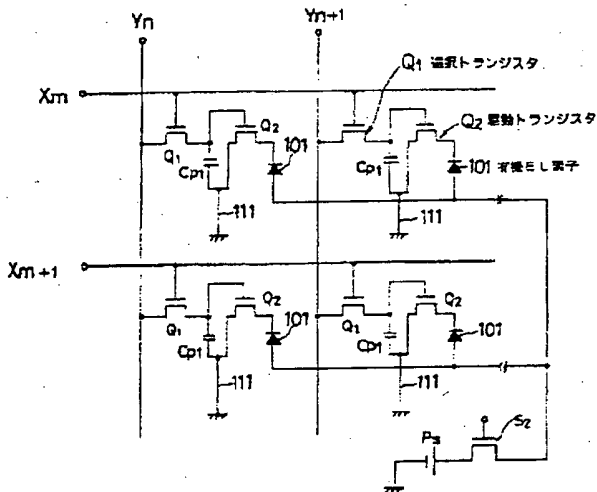 Yn
Yn+1
Xm
Q1 選択トランジスタ
Q2
Q2 駆動トランジスタ
Q1
Cp1
101
Cp1
101 有機EL素子
111
111
Xm+1
Q2
Q2
Q1
101
Q1
101
Cp1
Cp1
111
111
Ps
S2